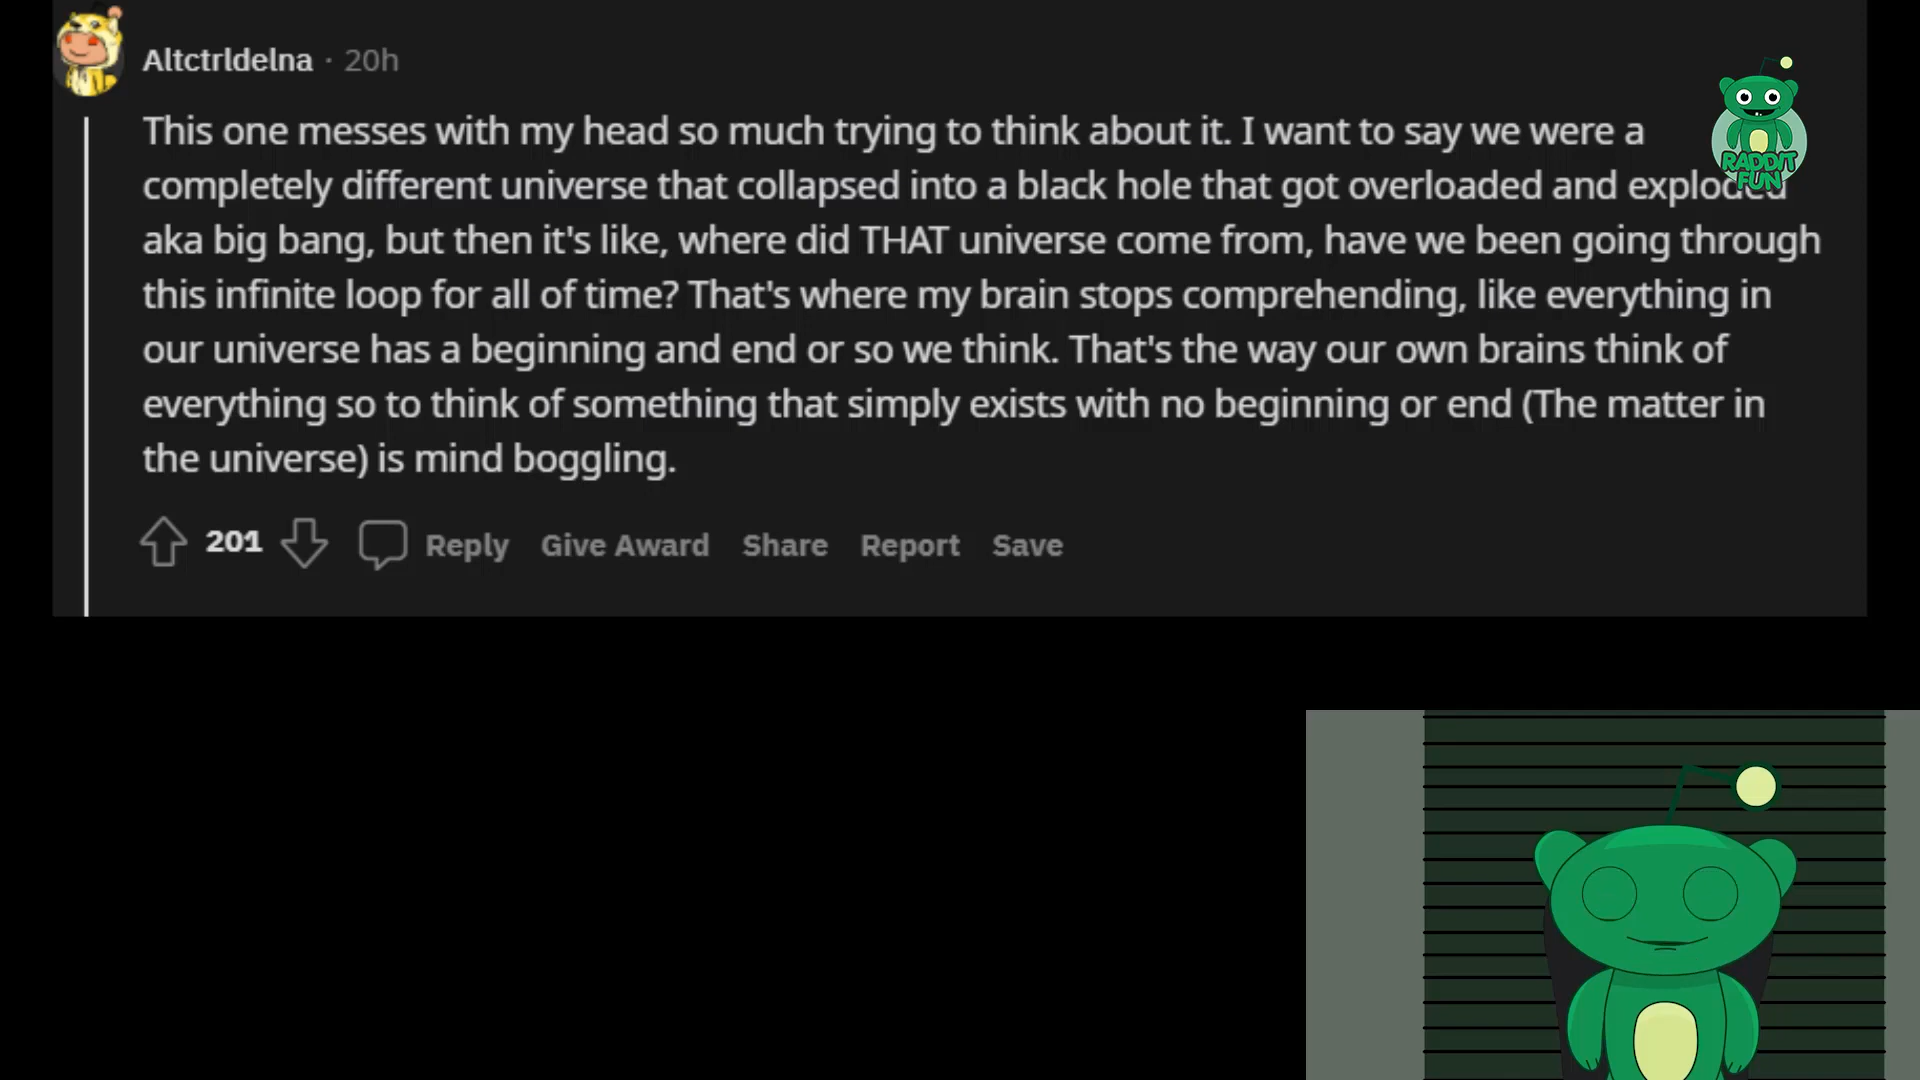 Altctrldelna · 20h
This one messes with my head so much trying to think about it. I want to say we were a
completely different universe that collapsed into a black hole that got overloaded and exploded
aka big bang, but then it's like, where did THAT universe come from, have we been going through
this infinite loop for all of time? That's where my brain stops comprehending, like everything in
our universe has a beginning and end or so we think. That's the way our own brains think of
everything so to think of something that simply exists with no beginning or end (The matter in
the universe) is mind boggling.
201 Reply Give Award Share Report Save
RADDIT
FUN